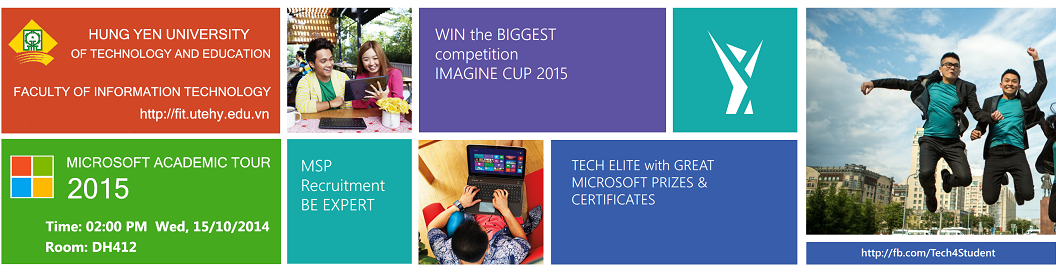 HUNG YEN UNIVERSITY
OF TECHNOLOGY AND EDUCATION
FACULTY OF INFORMATION TECHNOLOGY
http://fit.utehy.edu.vn
MICROSOFT ACADEMIC TOUR
2015
Time: 02:00 PM Wed, 15/10/2014
Room: DH412
WIN the BIGGEST
competition
IMAGINE CUP 2015
MSP
Recruitment
BE EXPERT
TECH ELITE with GREAT
MICROSOFT PRIZES &
CERTIFICATES
http://fb.com/Tech4Student